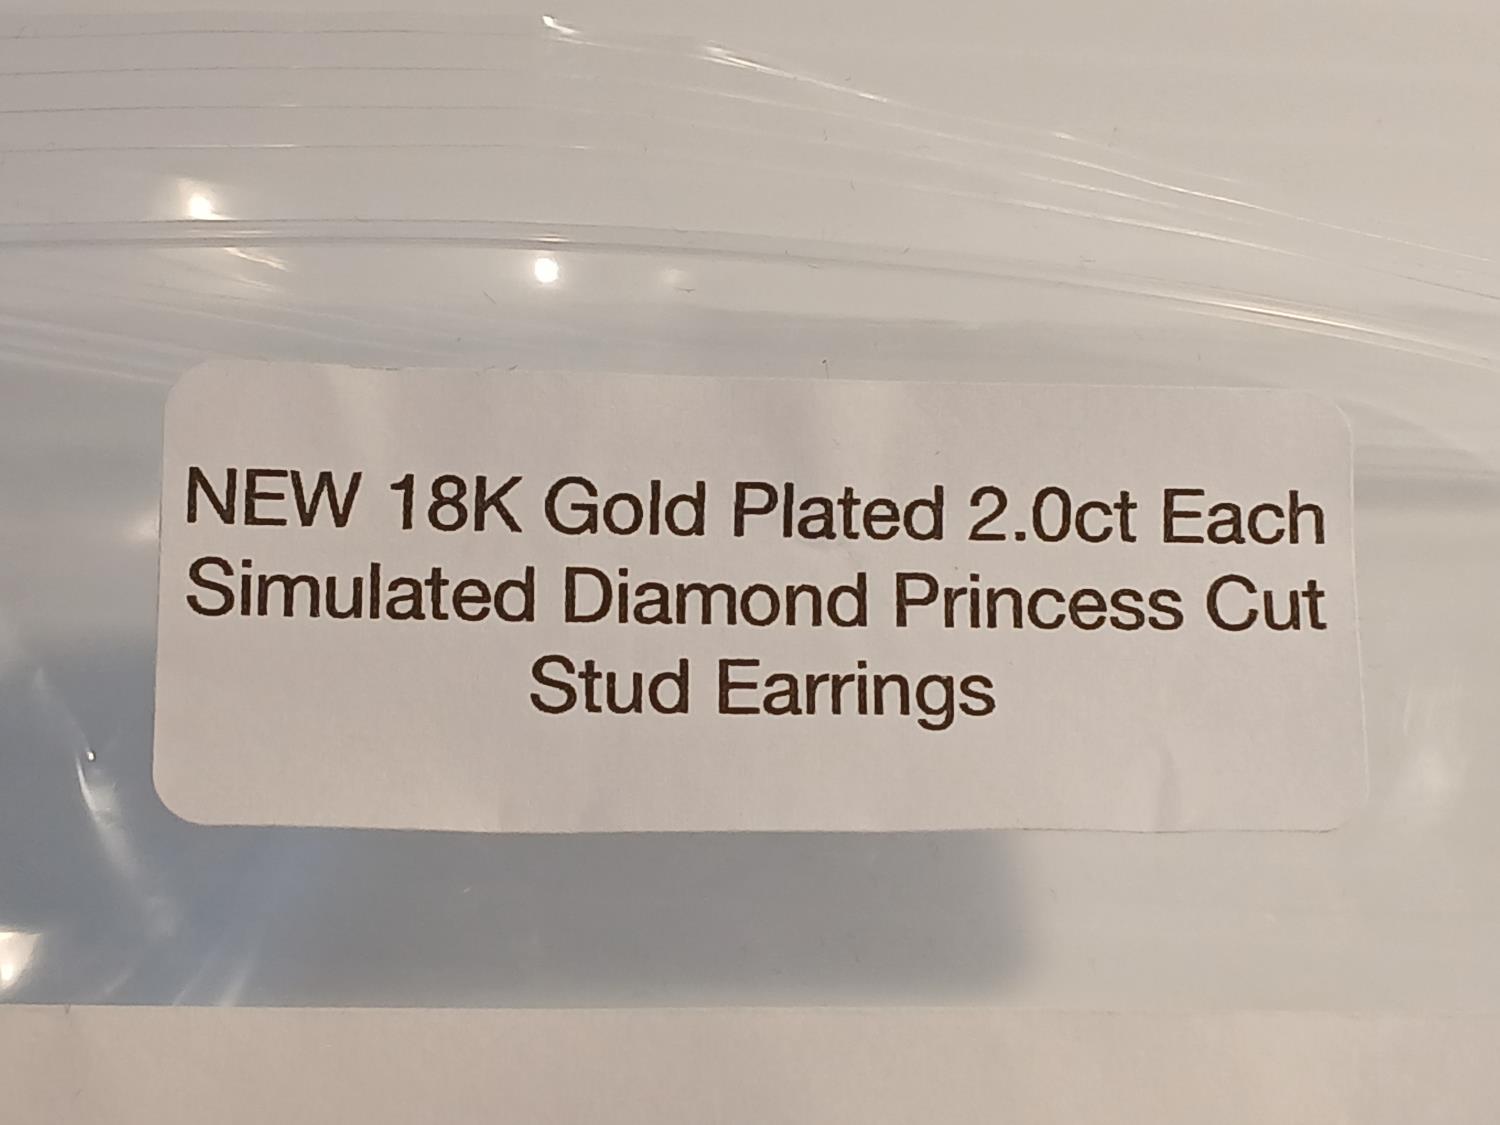 NEW 18K Gold Plated 2.0ct Each
Simulated Diamond Princess Cut
Stud Earrings